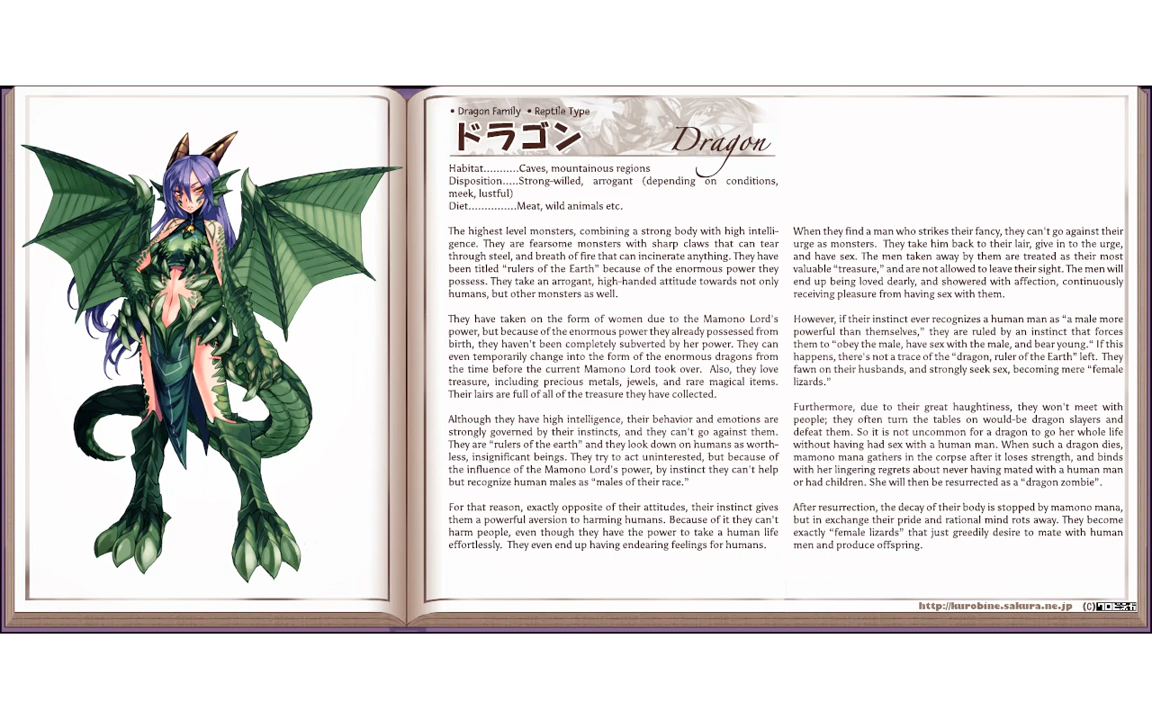 • Dragon Family • Reptile Type
ドラゴン Dragon
Habitat...........Caves, mountainous regions
Disposition.....Strong-willed, arrogant (depending on conditions,
meek, lustful)
Diet...............Meat, wild animals etc.
The highest level monsters, combining a strong body with high intelli-
gence. They are fearsome monsters with sharp claws that can tear
through steel, and breath of fire that can incinerate anything. They have
been titled “rulers of the Earth” because of the enormous power they
possess. They take an arrogant, high-handed attitude towards not only
humans, but other monsters as well.
They have taken on the form of women due to the Mamono Lord's
power, but because of the enormous power they already possessed from
birth, they haven't been completely subverted by her power. They can
even temporarily change into the form of the enormous dragons from
the time before the current Mamono Lord took over. Also, they love
treasure, including precious metals, jewels, and rare magical items.
Their lairs are full of all of the treasure they have collected.
Although they have high intelligence, their behavior and emotions are
strongly governed by their instincts, and they can't go against them.
They are “rulers of the earth” and they look down on humans as worth-
less, insignificant beings. They try to act uninterested, but because of
the influence of the Mamono Lord's power, by instinct they can't help
but recognize human males as “males of their race.”
For that reason, exactly opposite of their attitudes, their instinct gives
them a powerful aversion to harming humans. Because of it they can't
harm people, even though they have the power to take a human life
effortlessly. They even end up having endearing feelings for humans.
When they find a man who strikes their fancy, they can't go against their
urge as monsters. They take him back to their lair, give in to the urge,
and have sex. The men taken away by them are treated as their most
valuable “treasure,” and are not allowed to leave their sight. The men will
end up being loved dearly, and showered with affection, continuously
receiving pleasure from having sex with them.
However, if their instinct ever recognizes a human man as “a male more
powerful than themselves,” they are ruled by an instinct that forces
them to “obey the male, have sex with the male, and bear young.“ If this
happens, there's not a trace of the “dragon, ruler of the Earth” left. They
fawn on their husbands, and strongly seek sex, becoming mere “female
lizards.”
Furthermore, due to their great haughtiness, they won't meet with
people; they often turn the tables on would-be dragon slayers and
defeat them. So it is not uncommon for a dragon to go her whole life
without having had sex with a human man. When such a dragon dies,
mamono mana gathers in the corpse after it loses strength, and binds
with her lingering regrets about never having mated with a human man
or had children. She will then be resurrected as a “dragon zombie”.
After resurrection, the decay of their body is stopped by mamono mana,
but in exchange their pride and rational mind rots away. They become
exactly “female lizards” that just greedily desire to mate with human
men and produce offspring.
http://kurobine.sakura.ne.jp (C)